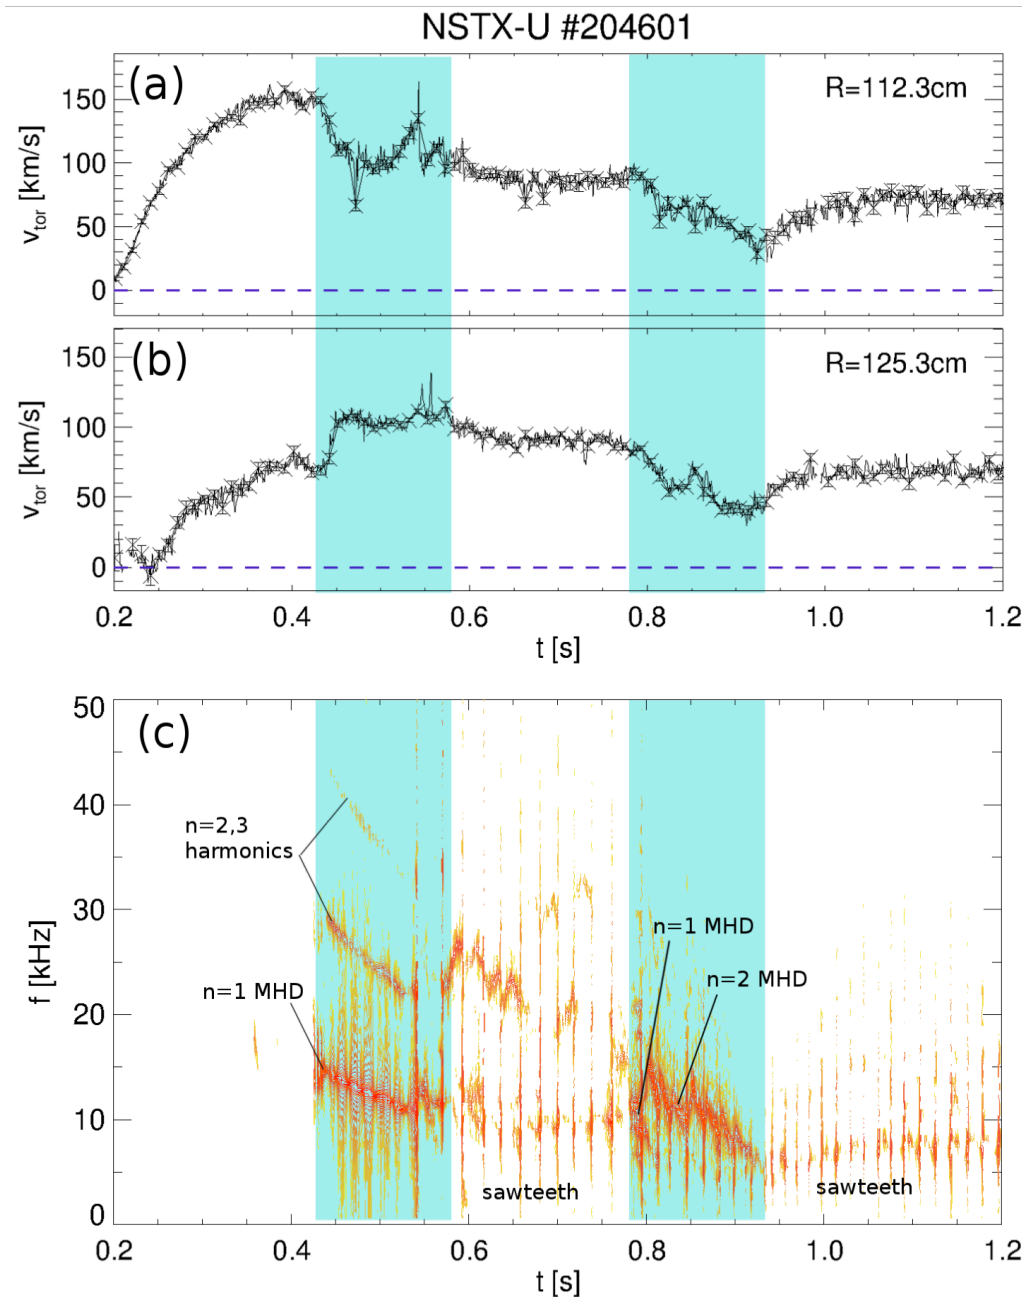 NSTX-U #204601
(a)
R=112.3cm
150
100
50
0
v_tor [km/s]
(b)
R=125.3cm
150
100
50
0
v_tor [km/s]
0.2 0.4 0.6 0.8 1.0 1.2
t [s]
(c)
50
40
30
20
10
0
f [kHz]
n=2,3
harmonics
n=1 MHD
n=1 MHD
n=2 MHD
sawteeth
sawteeth
0.2 0.4 0.6 0.8 1.0 1.2
t [s]